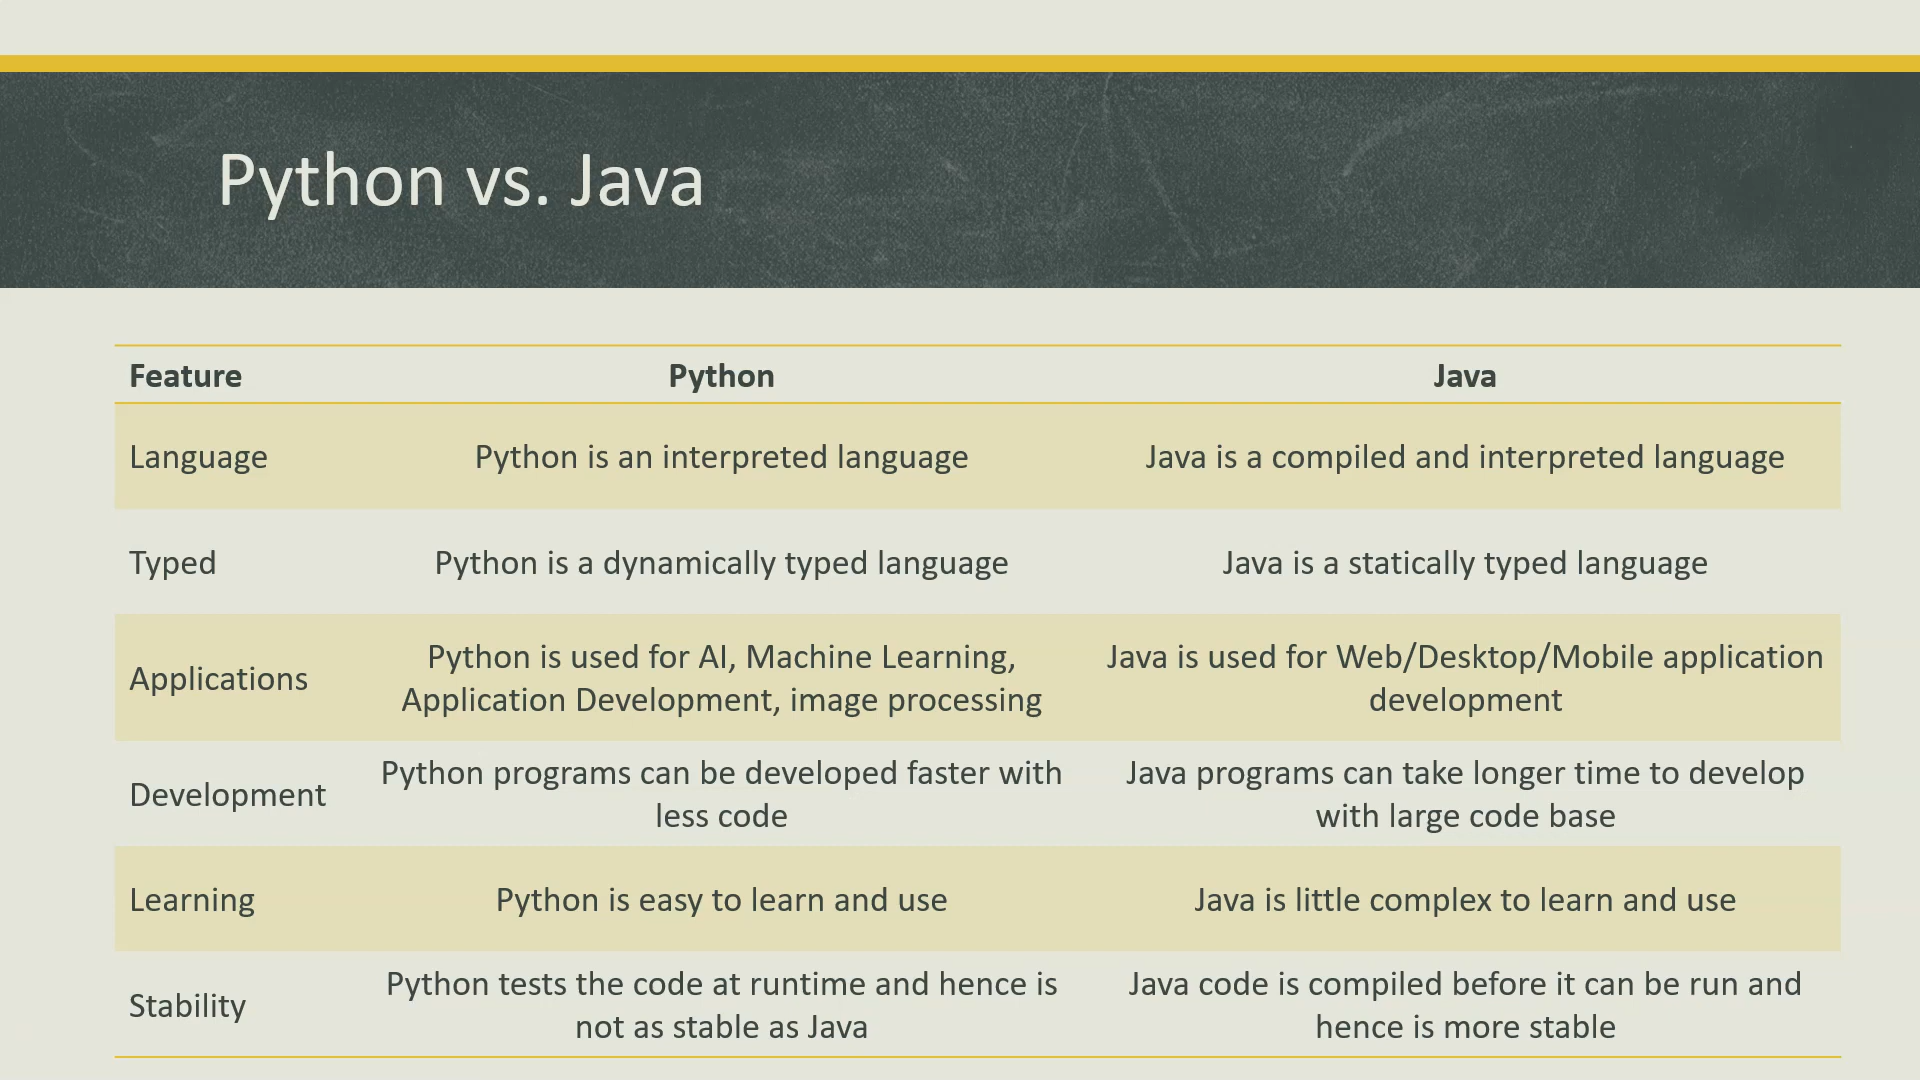 Python vs. Java
Feature Python Java
Language Python is an interpreted language Java is a compiled and interpreted language
Typed Python is a dynamically typed language Java is a statically typed language
Applications
Python is used for AI, Machine Learning,
Application Development, image processing
Java is used for Web/Desktop/Mobile application
development
Development
Python programs can be developed faster with
less code
Java programs can take longer time to develop
with large code base
Learning Python is easy to learn and use Java is little complex to learn and use
Stability
Python tests the code at runtime and hence is
not as stable as Java
Java code is compiled before it can be run and
hence is more stable